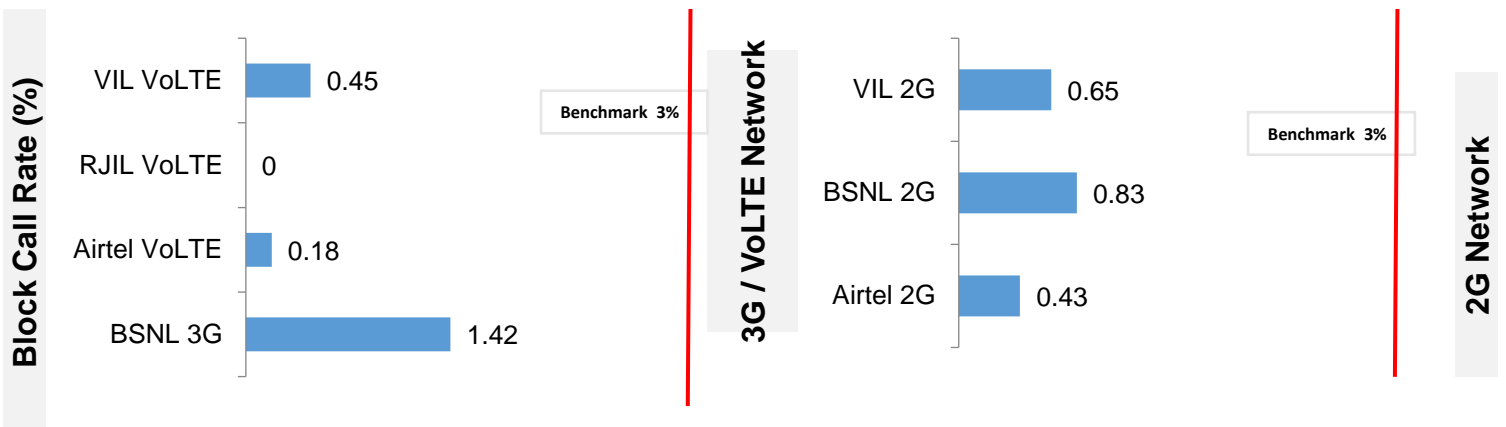 Block Call Rate (%)
VIL VoLTE
0.45
RJIL VoLTE
0
Airtel VoLTE
0.18
BSNL 3G
1.42
Benchmark 3%
3G / VoLTE Network
VIL 2G
0.65
BSNL 2G
0.83
Airtel 2G
0.43
Benchmark 3%
2G Network